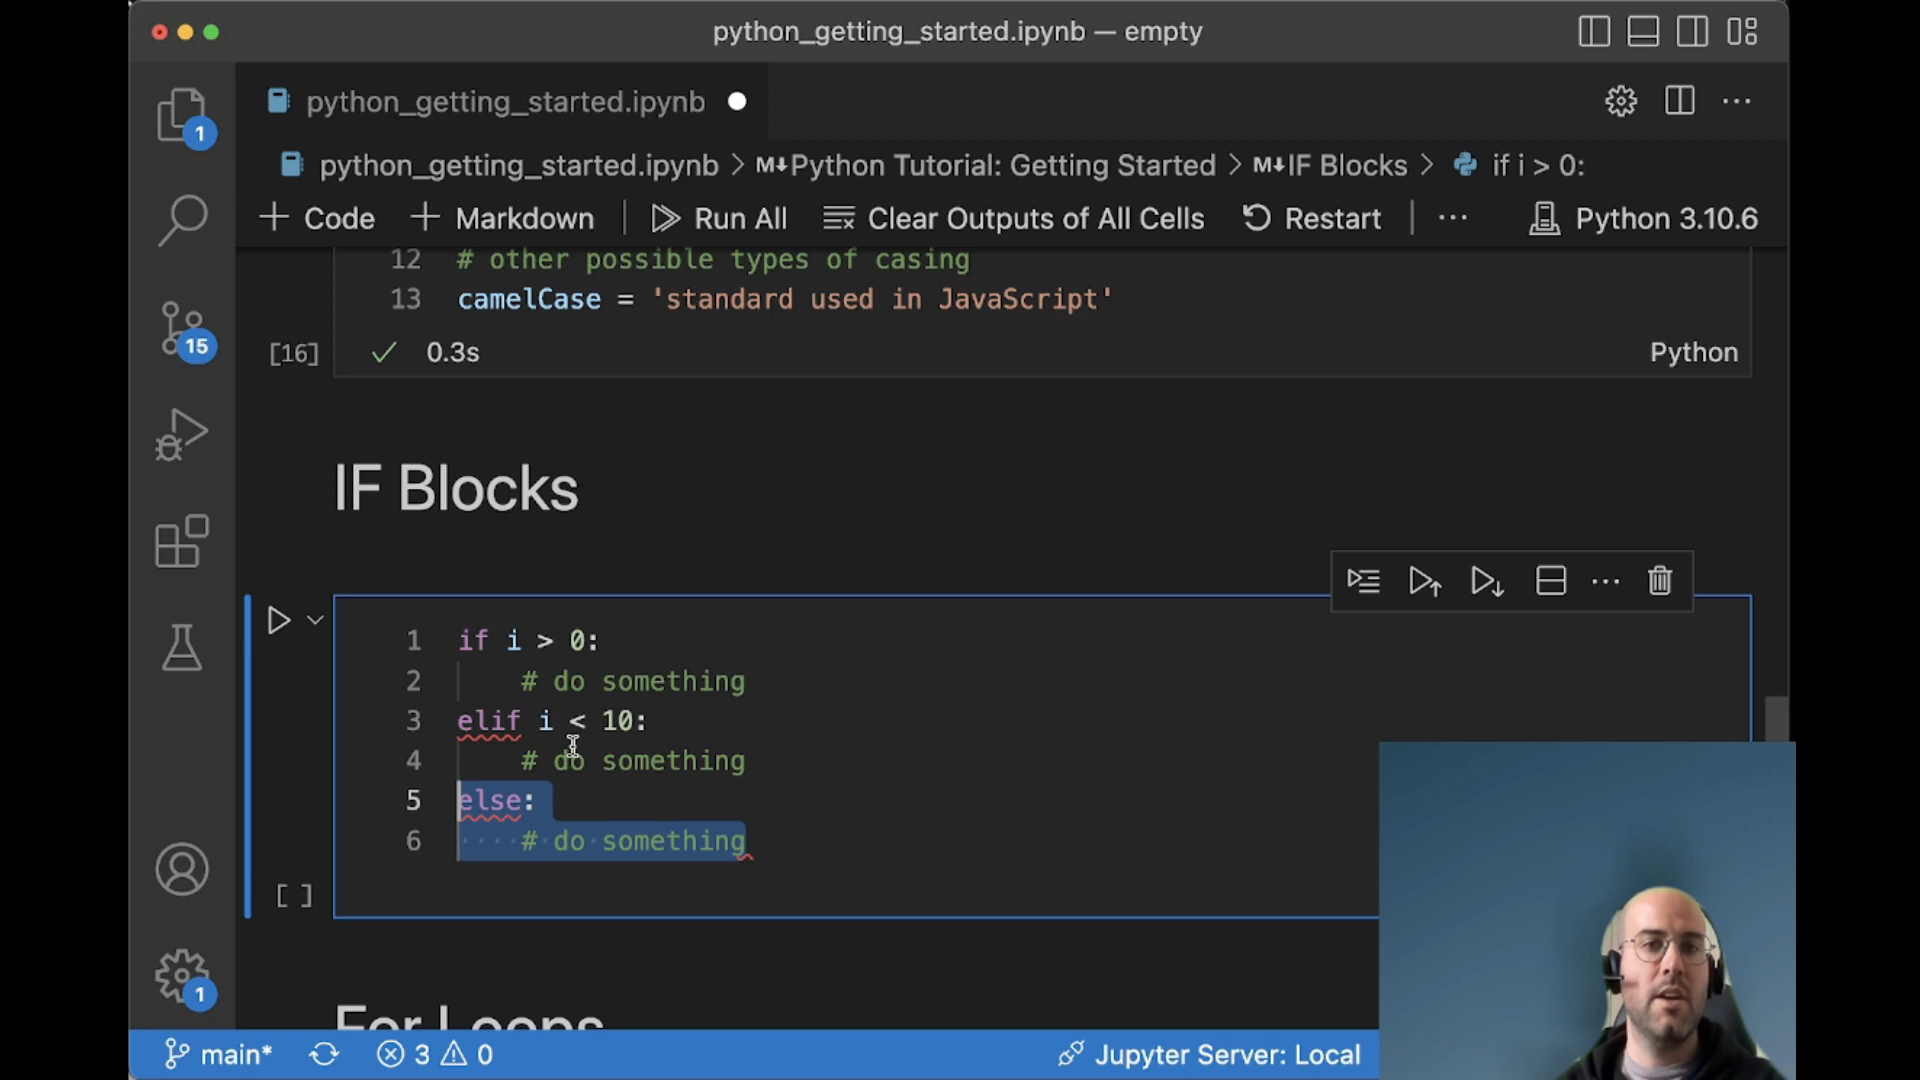 python_getting_started.ipynb — empty
python_getting_started.ipynb
1
python_getting_started.ipynb > M↓Python Tutorial: Getting Started > M↓IF Blocks > if i > 0:
+ Code + Markdown Run All Clear Outputs of All Cells Restart ··· Python 3.10.6
12 # other possible types of casing
13 camelCase = 'standard used in JavaScript'
15
[16] ✓ 0.3s Python
IF Blocks
1 if i > 0:
2 # do something
3 elif i < 10:
4 # do something
5 else:
6 # do something
[ ]
1
For Loops
main* 3 0 Jupyter Server: Local